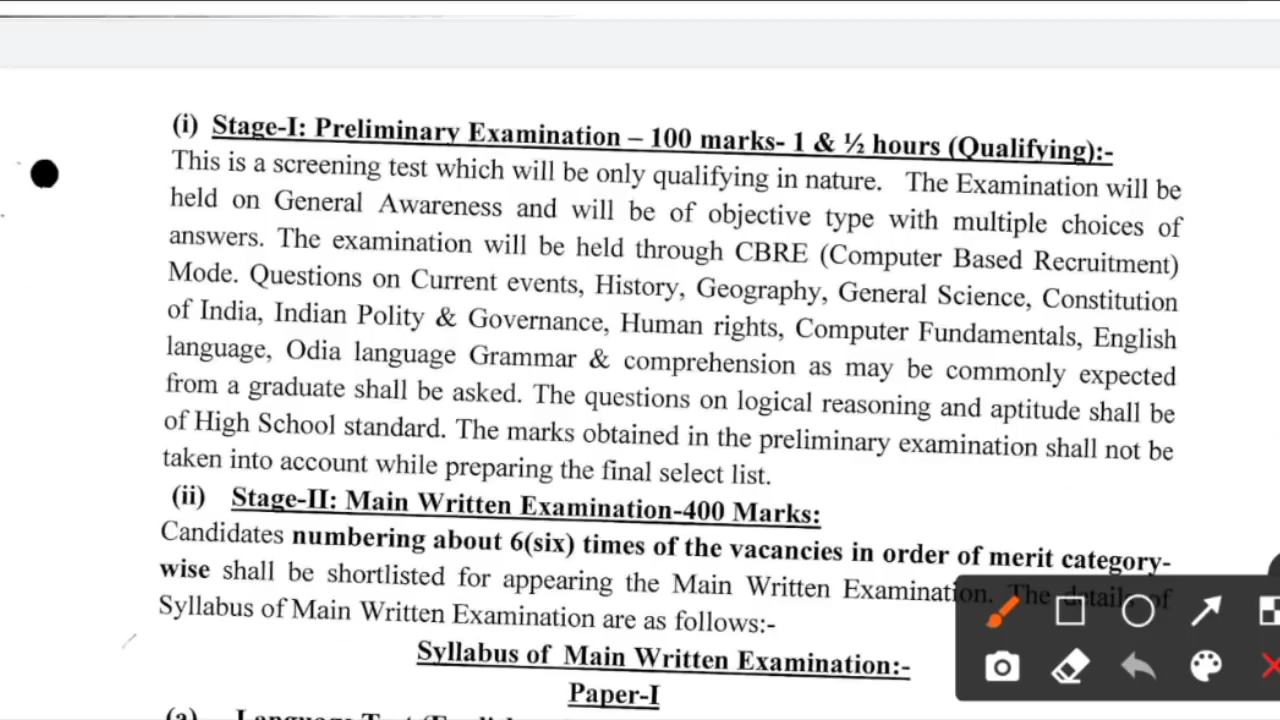 (i) Stage-I: Preliminary Examination – 100 marks- 1 & ½ hours (Qualifying):-
This is a screening test which will be only qualifying in nature. The Examination will be
held on General Awareness and will be of objective type with multiple choices of
answers. The examination will be held through CBRE (Computer Based Recruitment)
Mode. Questions on Current events, History, Geography, General Science, Constitution
of India, Indian Polity & Governance, Human rights, Computer Fundamentals, English
language, Odia language Grammar & comprehension as may be commonly expected
from a graduate shall be asked. The questions on logical reasoning and aptitude shall be
of High School standard. The marks obtained in the preliminary examination shall not be
taken into account while preparing the final select list.
(ii) Stage-II: Main Written Examination-400 Marks:
Candidates numbering about 6(six) times of the vacancies in order of merit category-
wise shall be shortlisted for appearing the Main Written Examination. The details of
Syllabus of Main Written Examination are as follows:-
Syllabus of Main Written Examination:-
Paper-I
(a) Language Test